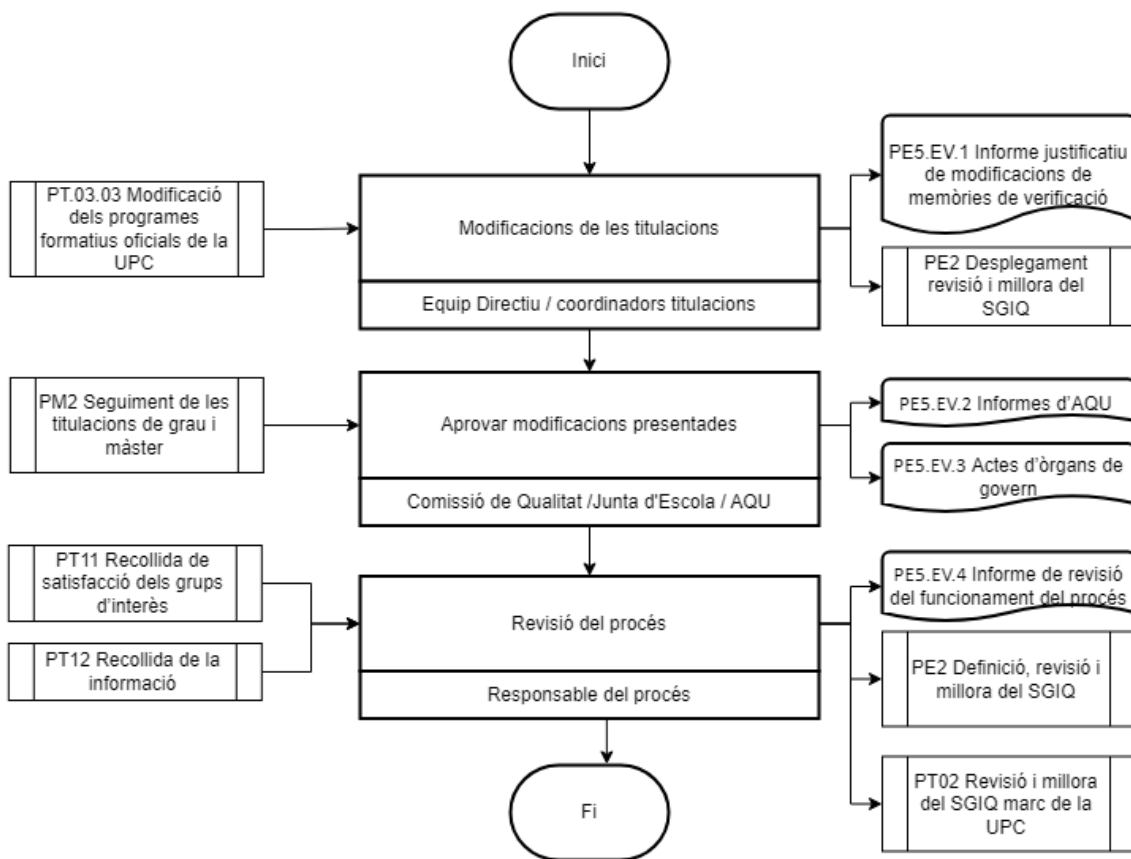 Inici
PT.03.03 Modificació
dels programes
formatius oficials de la
UPC
Modificacions de les titulacions
Equip Directiu / coordinadors titulacions
PE5.EV.1 Informe justificatiu
de modificacions de
memòries de verificació
PE2 Desplegament
revisió i millora del
SGIQ
PM2 Seguiment de les
titulacions de grau i
màster
Aprovar modificacions presentades
Comissió de Qualitat /Junta d'Escola / AQU
PE5.EV.2 Informes d’AQU
PE5.EV.3 Actes d’òrgans de
govern
PT11 Recollida de
satisfacció dels grups
d’interès
PT12 Recollida de la
informació
Revisió del procés
Responsable del procés
PE5.EV.4 Informe de revisió
del funcionament del procés
PE2 Definició, revisió i
millora del SGIQ
PT02 Revisió i millora
del SGIQ marc de la
UPC
Fi